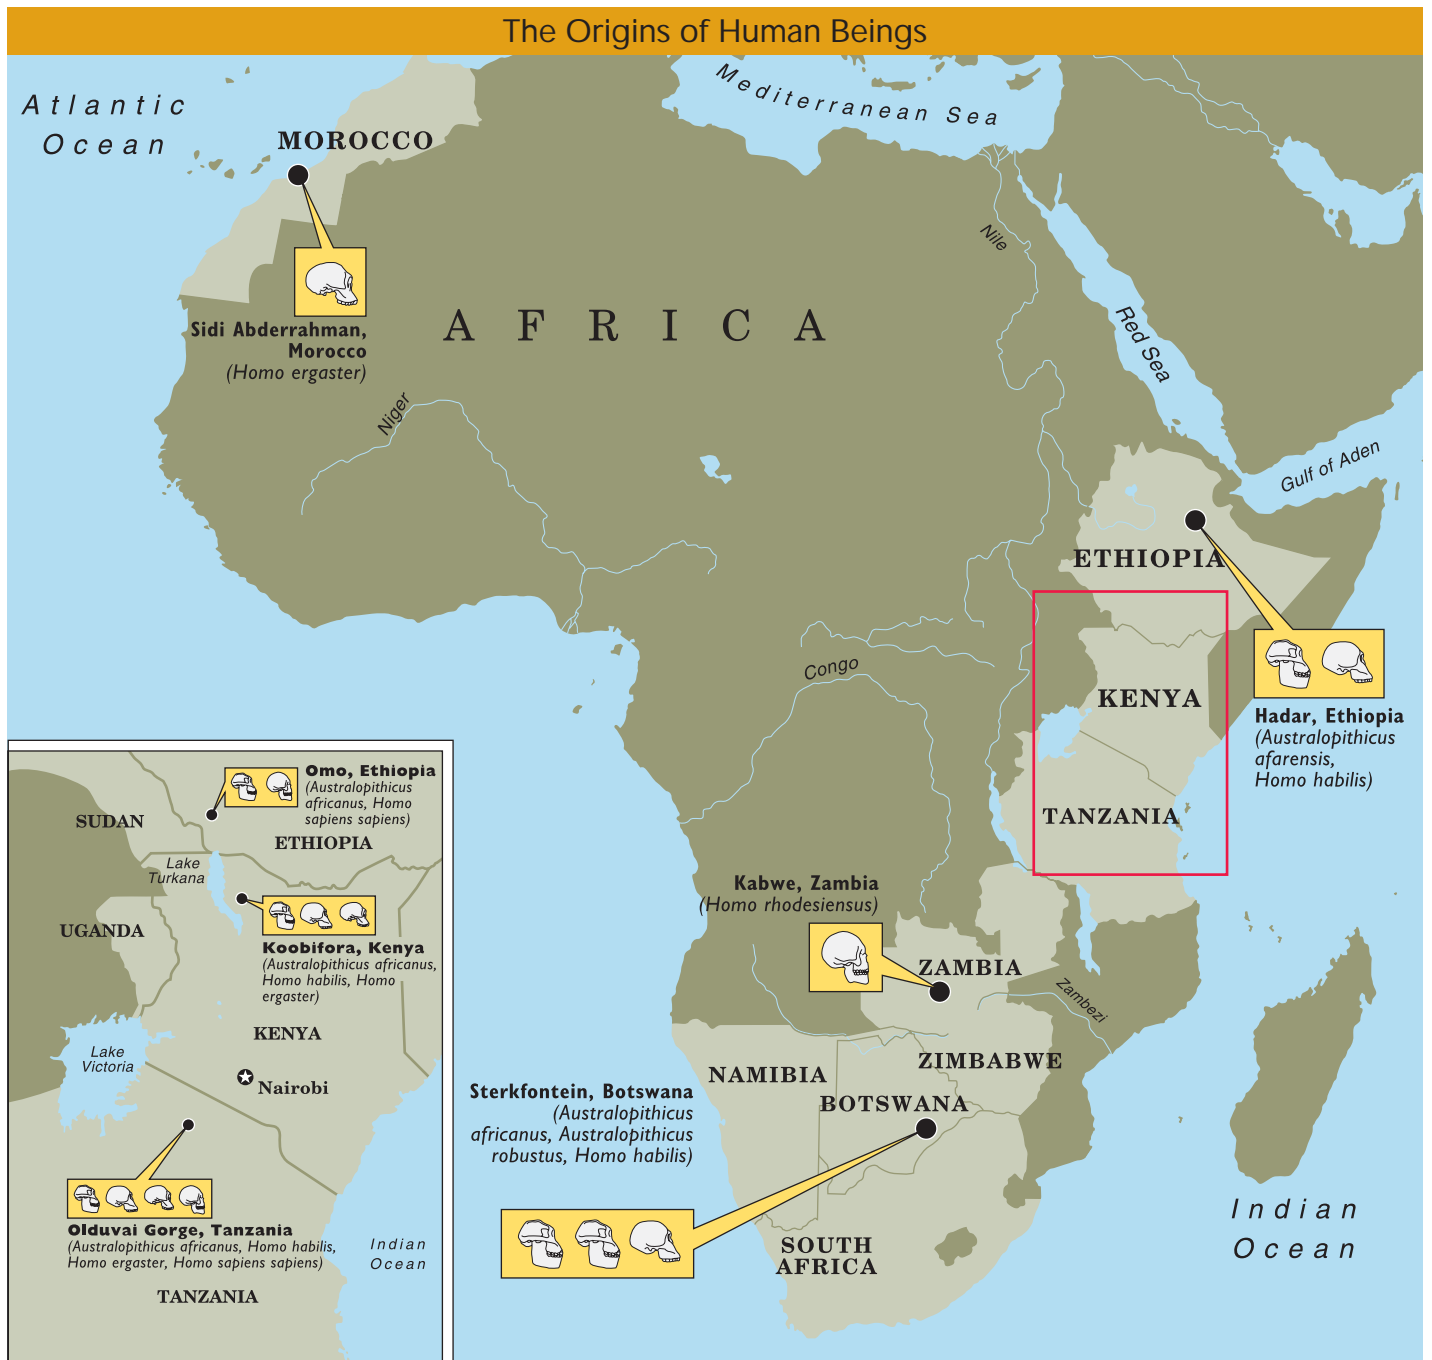 The Origins of Human Beings
Atlantic
Ocean
Mediterranean Sea
MOROCCO
Nile
Sidi Abderrahman,
Morocco
(Homo ergaster)
AFRICA
Red Sea
Niger
Gulf of Aden
ETHIOPIA
Congo
KENYA
Hadar, Ethiopia
(Australopithicus
afarensis,
Homo habilis)
TANZANIA
Kabwe, Zambia
(Homo rhodesiensus)
ZAMBIA
Zambezi
ZIMBABWE
NAMIBIA
BOTSWANA
Sterkfontein, Botswana
(Australopithicus
africanus, Australopithicus
robustus, Homo habilis)
SOUTH
AFRICA
Indian
Ocean
Omo, Ethiopia
(Australopithicus
africanus, Homo
sapiens sapiens)
SUDAN
ETHIOPIA
Lake
Turkana
UGANDA
Koobifora, Kenya
(Australopithicus africanus,
Homo habilis, Homo
ergaster)
KENYA
Lake
Victoria
Nairobi
Olduvai Gorge, Tanzania
(Australopithicus africanus, Homo habilis,
Homo ergaster, Homo sapiens sapiens)
Indian
Ocean
TANZANIA